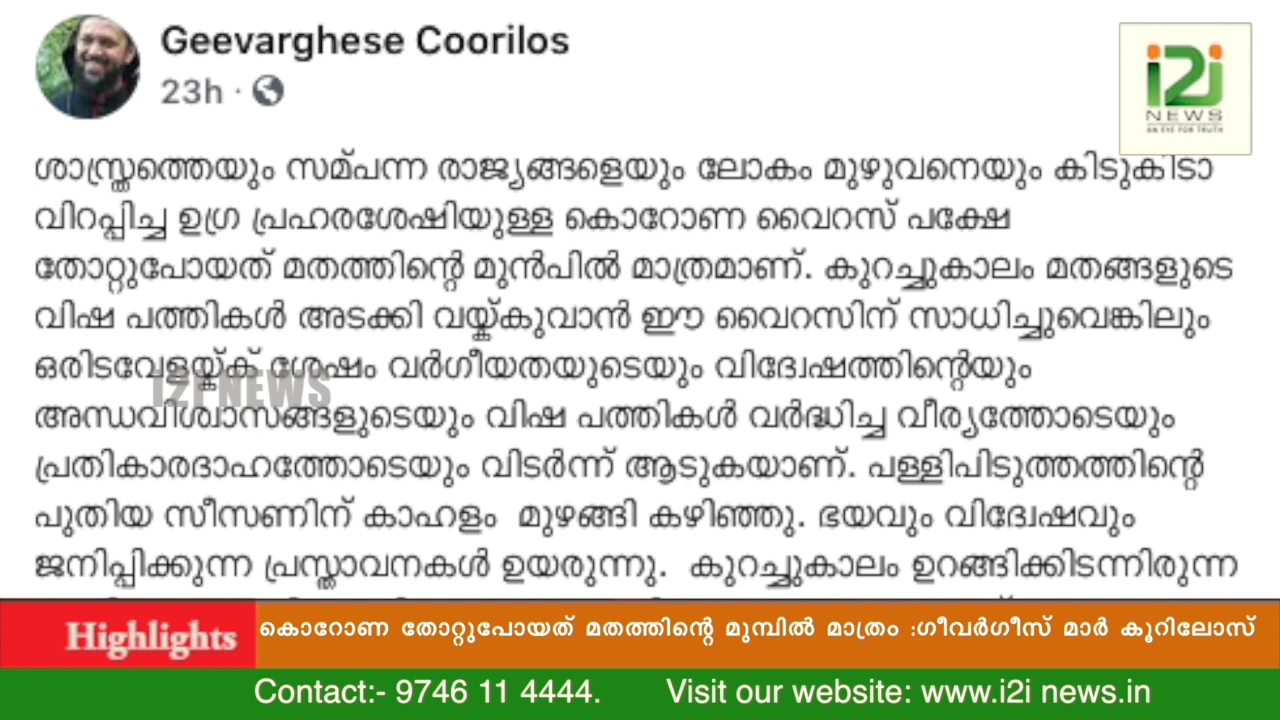 Geevarghese Coorilos
23h ·
i2i
NEWS
AN EYE FOR TRUTH
ശാസ്ത്രത്തെയും സമ്പന്ന രാജ്യങ്ങളെയും ലോകം മുഴുവനെയും കിടുകിടാ
വിറപ്പിച്ച ഉഗ്ര പ്രഹരശേഷിയുള്ള കൊറോണ വൈറസ് പക്ഷേ
തോറ്റുപോയത് മതത്തിന്റെ മുൻപിൽ മാത്രമാണ്. കുറച്ചുകാലം മതങ്ങളുടെ
വിഷ പത്തികൾ അടക്കി വയ്ക്കുവാൻ ഈ വൈറസിന് സാധിച്ചുവെങ്കിലും
ഒരിടവേളയ്ക്ക് ശേഷം വർഗീയതയുടെയും വിദ്വേഷത്തിന്റെയും
i2i NEWS
അന്ധവിശ്വാസങ്ങളുടെയും വിഷ പത്തികൾ വർദ്ധിച്ച വീര്യത്തോടെയും
പ്രതികാരദാഹത്തോടെയും വിടർന്ന് ആടുകയാണ്. പള്ളിപിടുത്തത്തിന്റെ
പുതിയ സീസണിന് കാഹളം മുഴങ്ങി കഴിഞ്ഞു. ഭയവും വിദ്വേഷവും
ജനിപ്പിക്കുന്ന പ്രസ്താവനകൾ ഉയരുന്നു. കുറച്ചുകാലം ഉറങ്ങിക്കിടന്നിരുന്ന
Highlights
കൊറോണ തോറ്റുപോയത് മതത്തിന്റെ മുമ്പിൽ മാത്രം :ഗീവർഗീസ് മാർ കൂറിലോസ്
Contact:- 9746 11 4444. Visit our website: www.i2i news.in